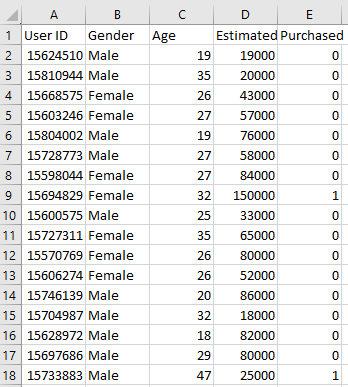 A B C D E
1 User ID Gender Age Estimated Purchased
2 15624510 Male 19 19000 0
3 15810944 Male 35 20000 0
4 15668575 Female 26 43000 0
5 15603246 Female 27 57000 0
6 15804002 Male 19 76000 0
7 15728773 Male 27 58000 0
8 15598044 Female 27 84000 0
9 15694829 Female 32 150000 1
10 15600575 Male 25 33000 0
11 15727311 Female 35 65000 0
12 15570769 Female 26 80000 0
13 15606274 Female 26 52000 0
14 15746139 Male 20 86000 0
15 15704987 Male 32 18000 0
16 15628972 Male 18 82000 0
17 15697686 Male 29 80000 0
18 15733883 Male 47 25000 1